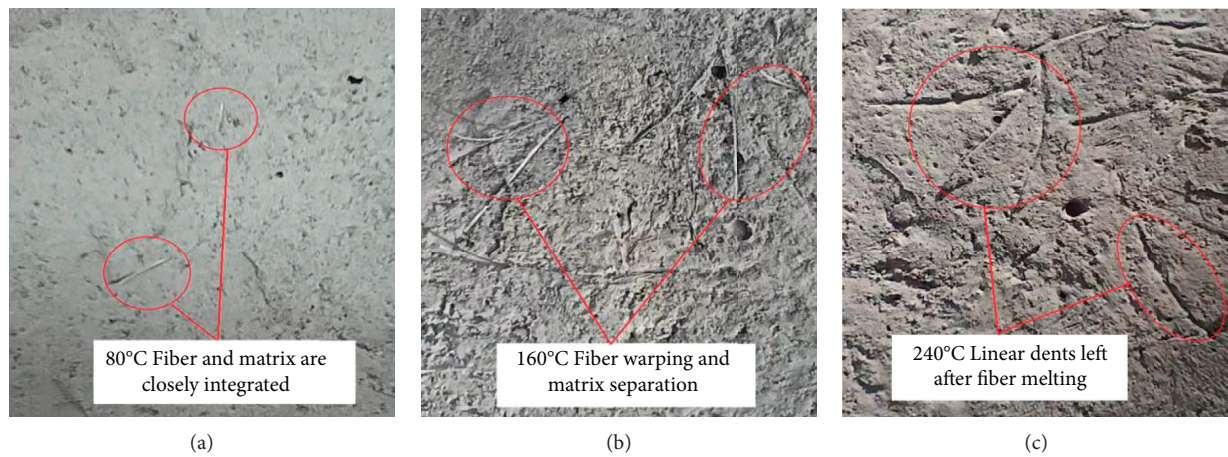 80°C Fiber and matrix are
closely integrated
160°C Fiber warping and
matrix separation
240°C Linear dents left
after fiber melting
(a)
(b)
(c)